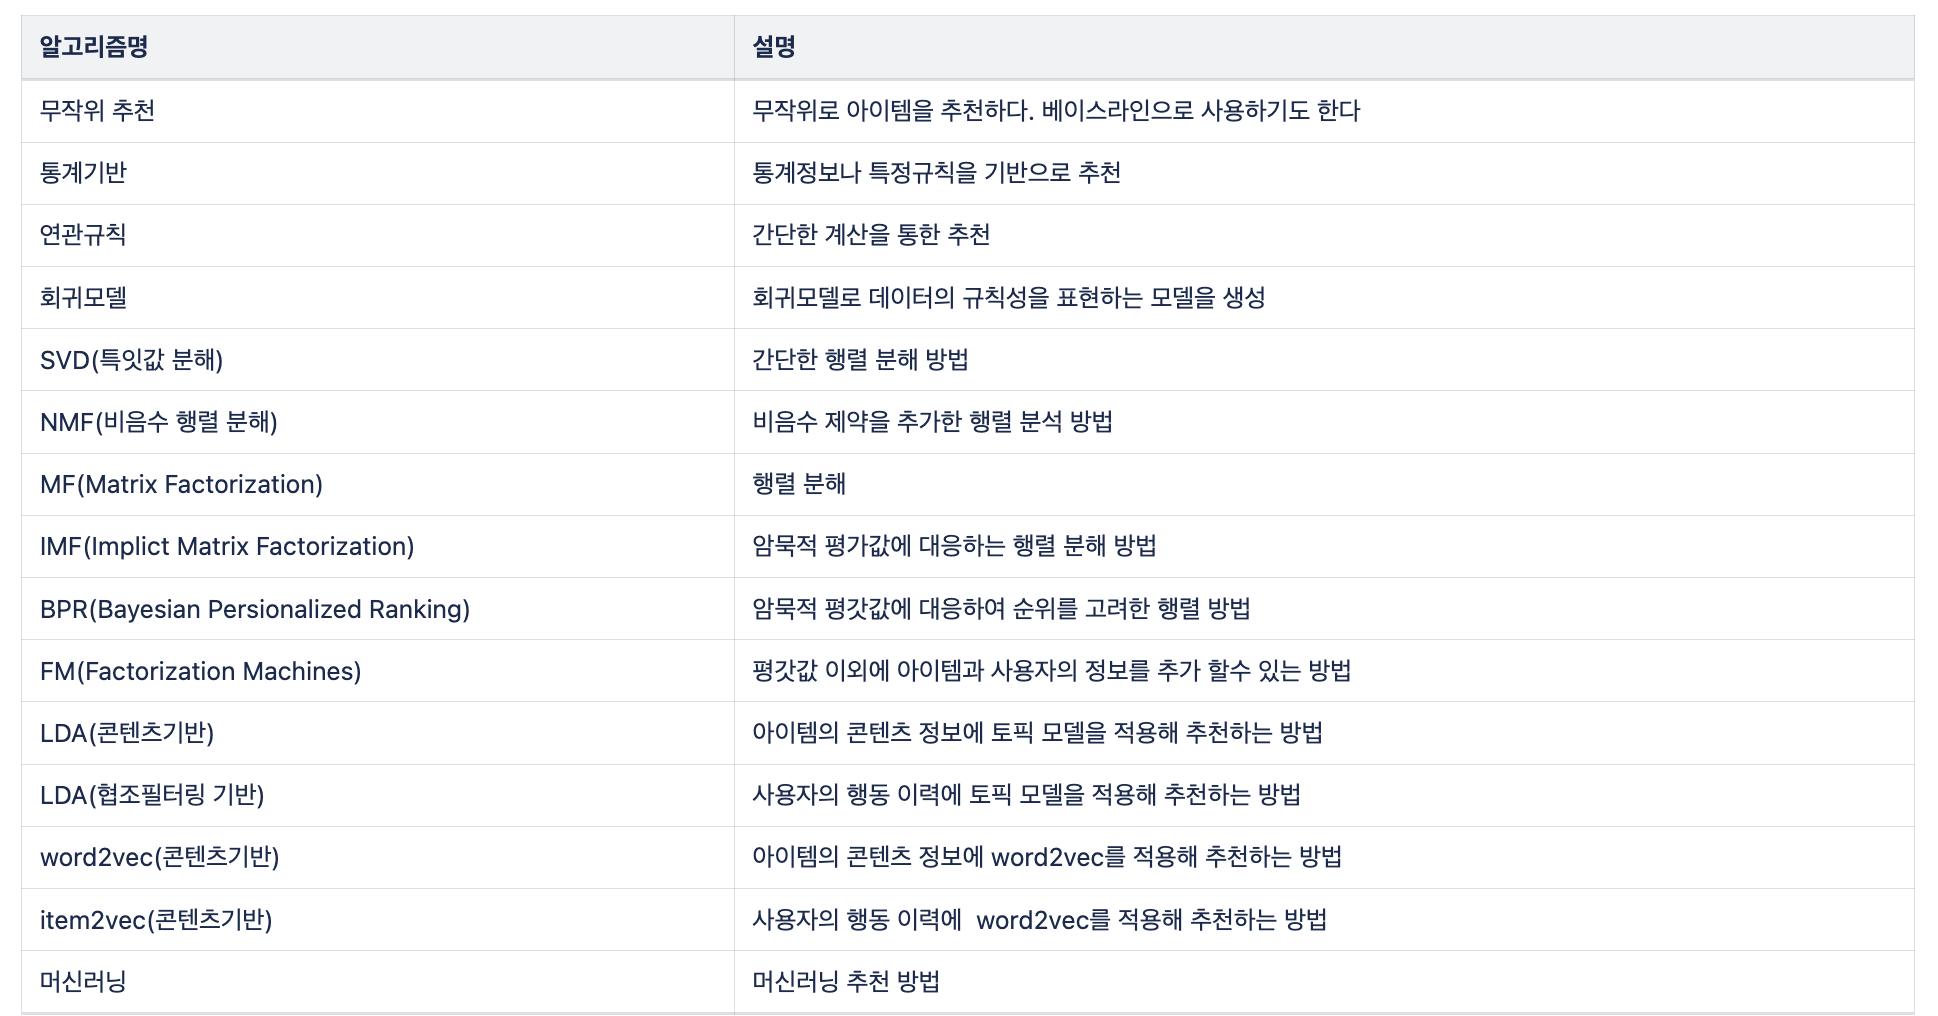 알고리즘명 설명
무작위 추천 무작위로 아이템을 추천하다. 베이스라인으로 사용하기도 한다
통계기반 통계정보나 특정규칙을 기반으로 추천
연관규칙 간단한 계산을 통한 추천
회귀모델 회귀모델로 데이터의 규칙성을 표현하는 모델을 생성
SVD(특잇값 분해) 간단한 행렬 분해 방법
NMF(비음수 행렬 분해) 비음수 제약을 추가한 행렬 분석 방법
MF(Matrix Factorization) 행렬 분해
IMF(Implict Matrix Factorization) 암묵적 평가값에 대응하는 행렬 분해 방법
BPR(Bayesian Persionalized Ranking) 암묵적 평갓값에 대응하여 순위를 고려한 행렬 방법
FM(Factorization Machines) 평갓값 이외에 아이템과 사용자의 정보를 추가 할수 있는 방법
LDA(콘텐츠기반) 아이템의 콘텐츠 정보에 토픽 모델을 적용해 추천하는 방법
LDA(협조필터링 기반) 사용자의 행동 이력에 토픽 모델을 적용해 추천하는 방법
word2vec(콘텐츠기반) 아이템의 콘텐츠 정보에 word2vec를 적용해 추천하는 방법
item2vec(콘텐츠기반) 사용자의 행동 이력에  word2vec를 적용해 추천하는 방법
머신러닝 머신러닝 추천 방법